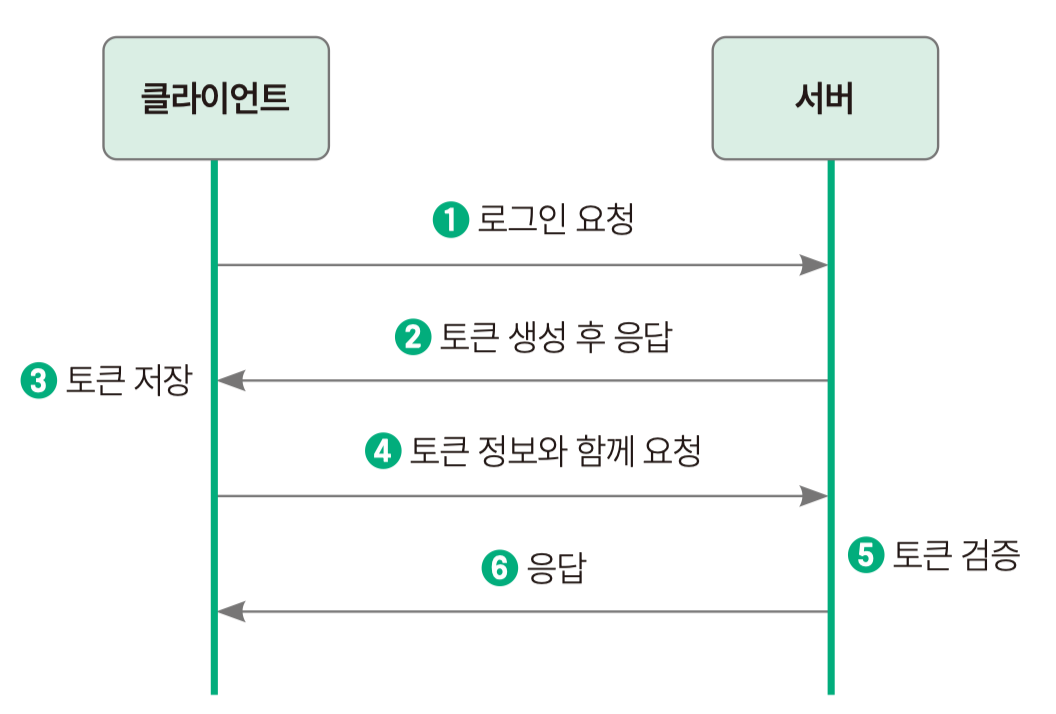 클라이언트
서버
1 로그인 요청
2 토큰 생성 후 응답
3 토큰 저장
4 토큰 정보와 함께 요청
5 토큰 검증
6 응답